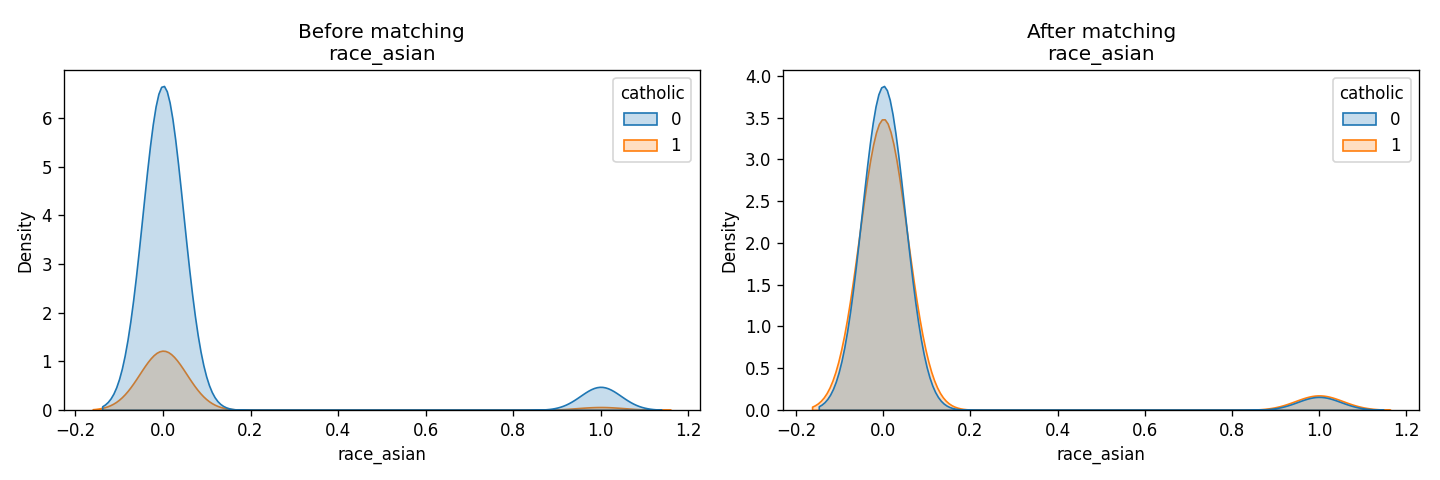 Before matching
race_asian
Density
6
5
4
3
2
1
0
catholic
0
1
−0.2 0.0 0.2 0.4 0.6 0.8 1.0 1.2
race_asian
After matching
race_asian
Density
4.0
3.5
3.0
2.5
2.0
1.5
1.0
0.5
0.0
catholic
0
1
−0.2 0.0 0.2 0.4 0.6 0.8 1.0 1.2
race_asian